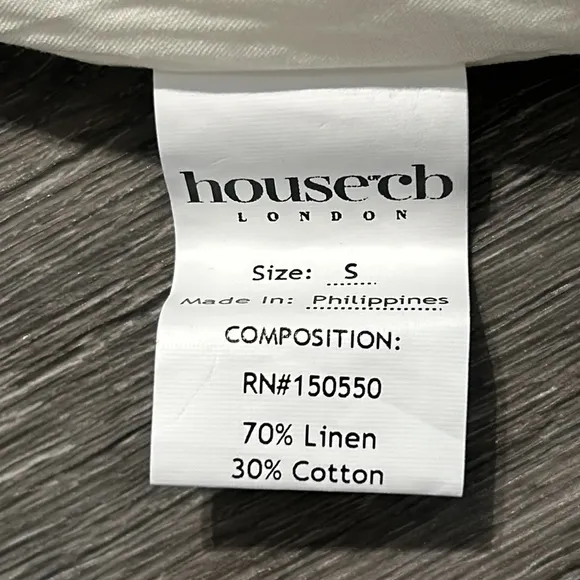 house of cb
LONDON
Size: S
Made In: Philippines
COMPOSITION:
RN#150550
70% Linen
30% Cotton